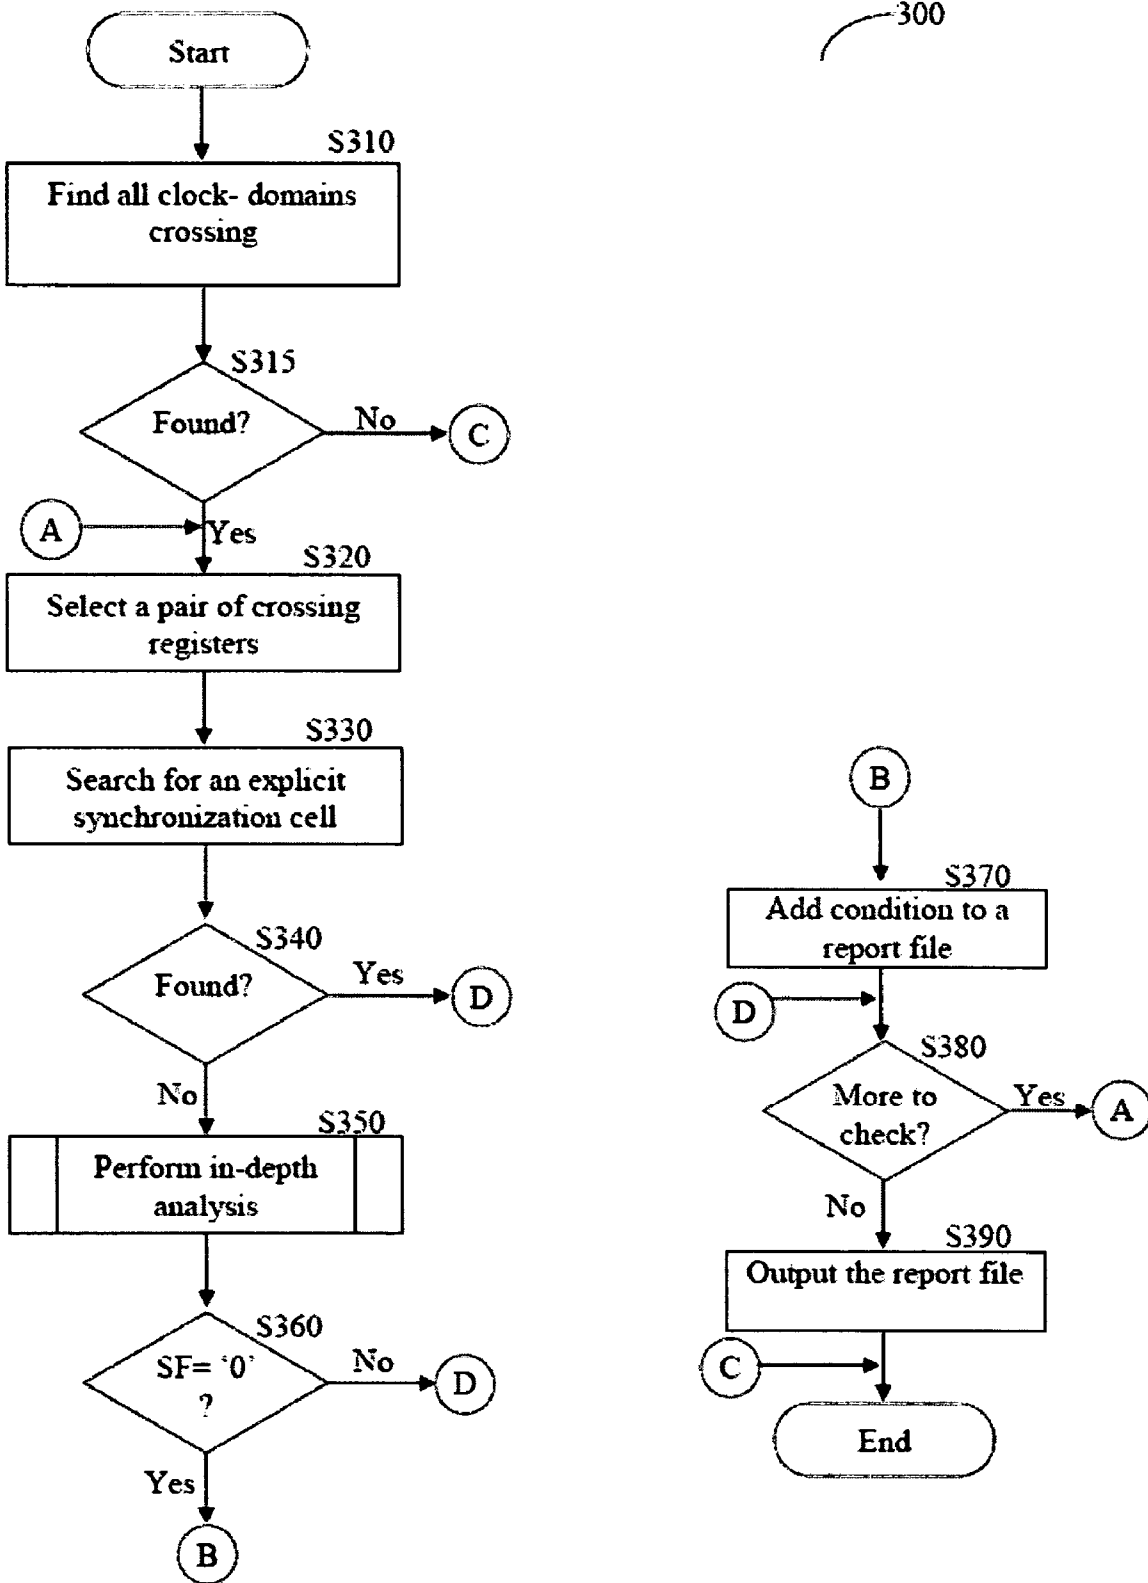 300
Start
S310
Find all clock- domains
crossing
S315
Found?
No
C
A
Yes
S320
Select a pair of crossing
registers
S330
Search for an explicit
synchronization cell
S340
Found?
Yes
D
No
S350
Perform in-depth
analysis
S360
SF= ‘0’
?
No
D
Yes
B
B
S370
Add condition to a
report file
D
S380
More to
check?
Yes
A
No
S390
Output the report file
C
End